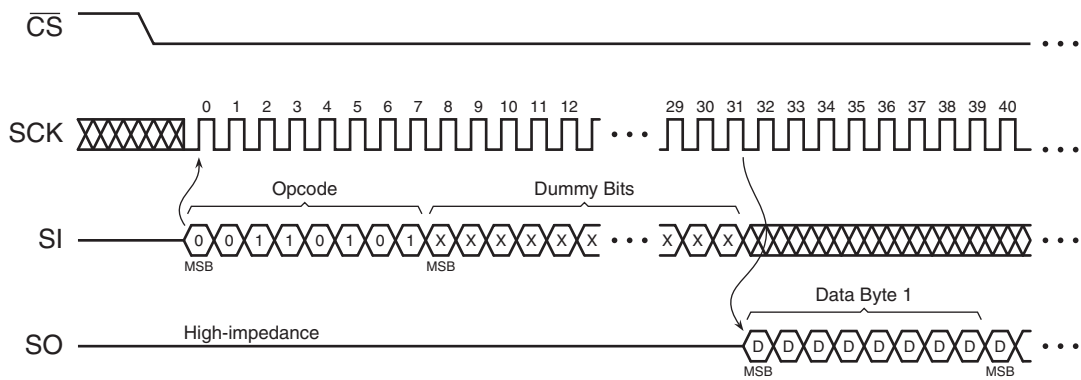 CS
SCK
0 1 2 3 4 5 6 7 8 9 10 11 12 29 30 31 32 33 34 35 36 37 38 39 40
Opcode Dummy Bits
SI
0 0 1 1 0 1 0 1 X X X X X X X X X
MSB MSB
Data Byte 1
SO
High-impedance
D D D D D D D D D
MSB MSB